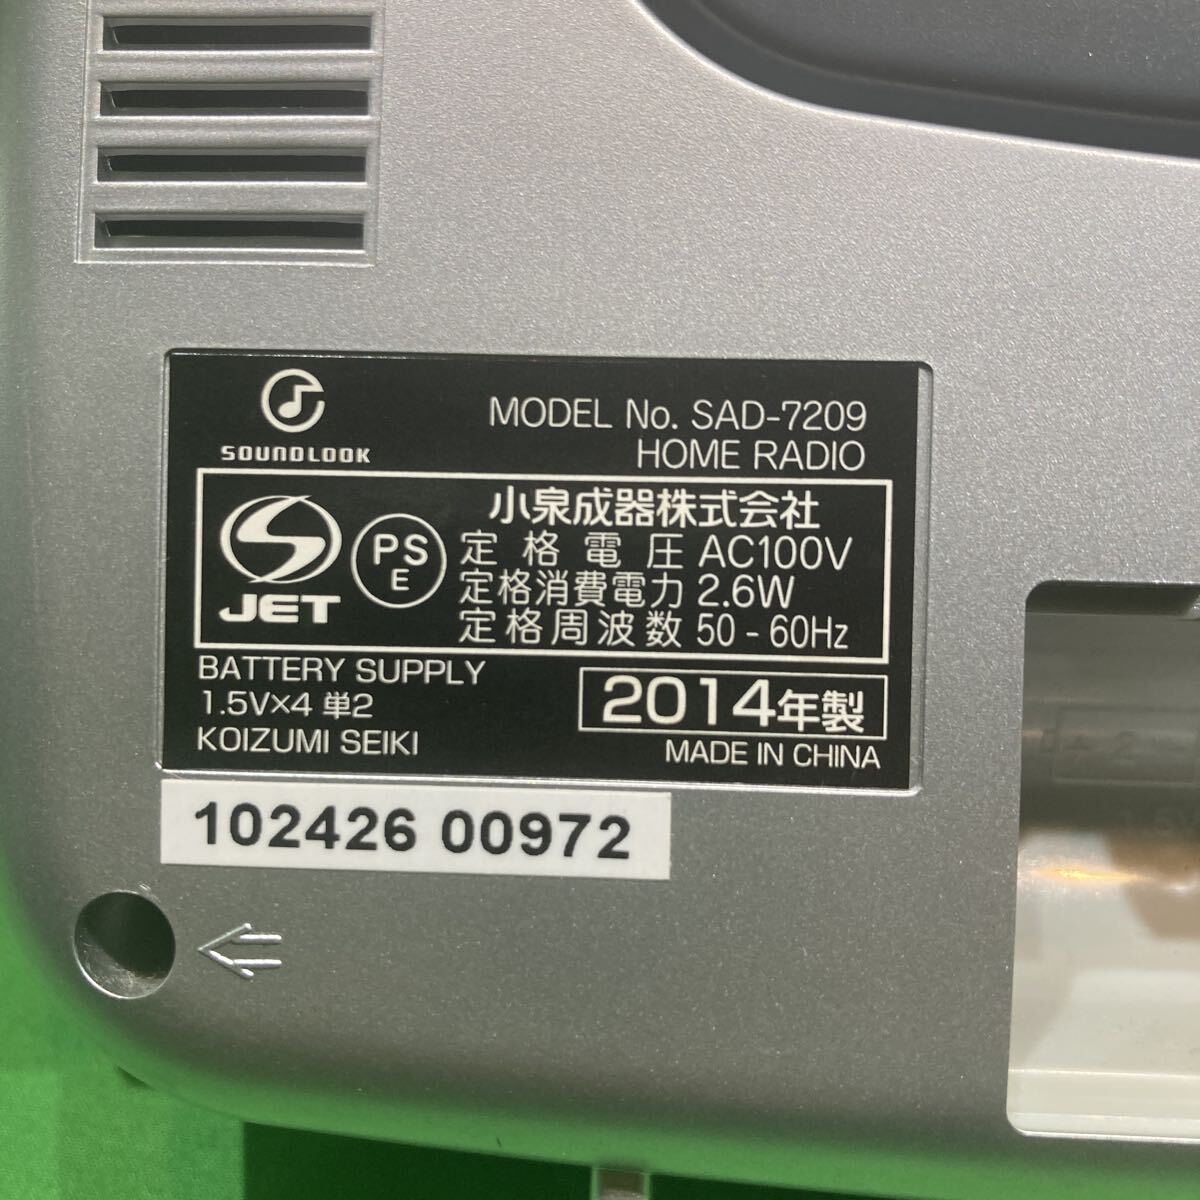 SOUNDLOOK
MODEL No. SAD-7209
HOME RADIO
JET
PS
E
小泉成器株式会社
定格電圧 AC100V
定格消費電力 2.6W
定格周波数 50 - 60Hz
BATTERY SUPPLY
1.5V×4 単2
KOIZUMI SEIKI
2014年製
MADE IN CHINA
102426 00972